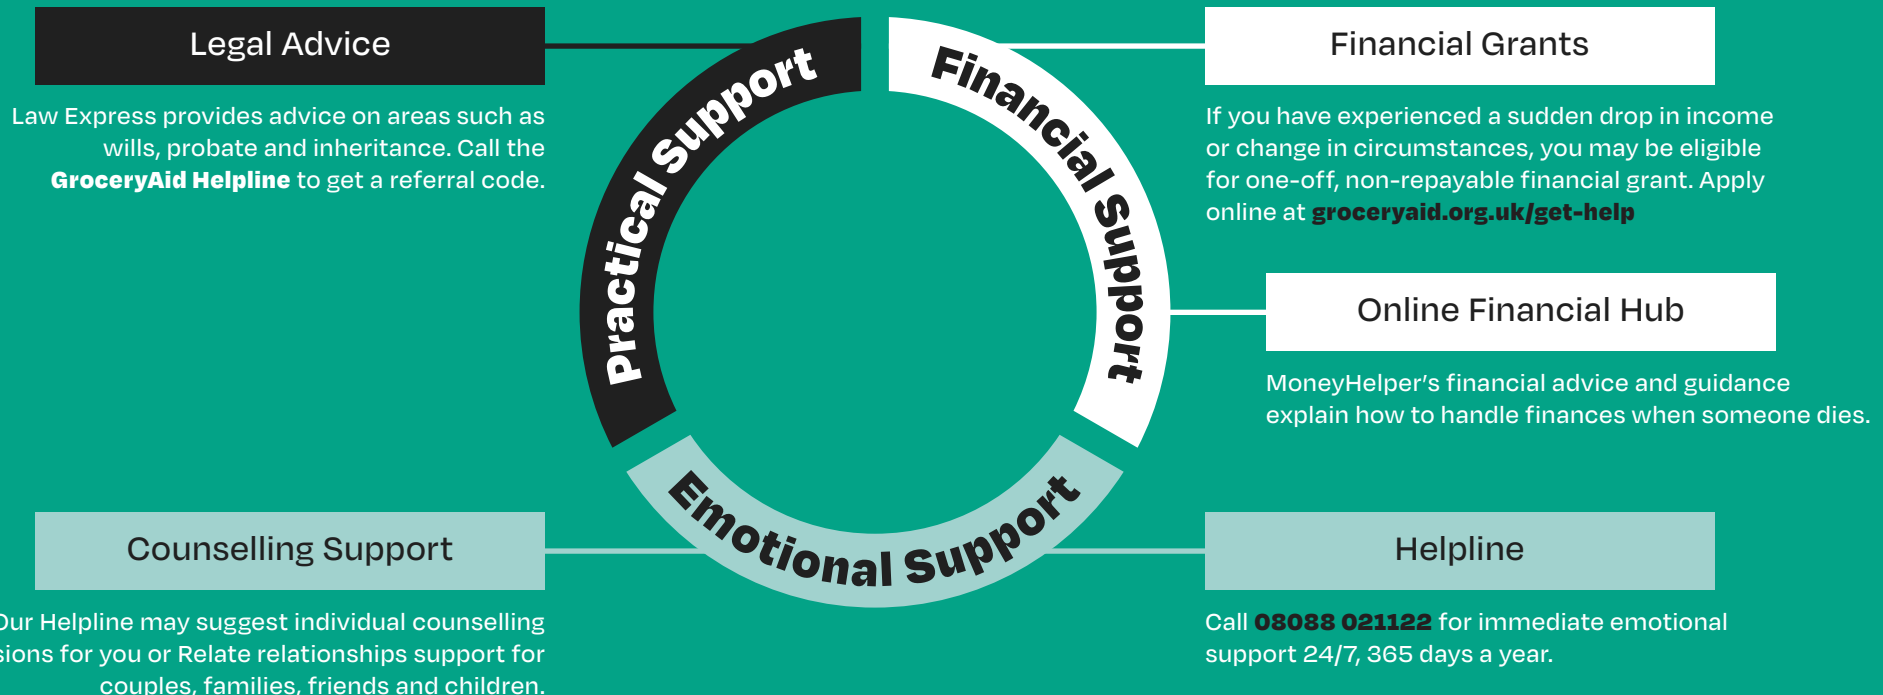 Legal Advice
Law Express provides advice on areas such as
wills, probate and inheritance. Call the
GroceryAid Helpline to get a referral code.
Practical Support
Financial Support
Emotional Support
Financial Grants
If you have experienced a sudden drop in income
or change in circumstances, you may be eligible
for one-off, non-repayable financial grant. Apply
online at groceryaid.org.uk/get-help
Online Financial Hub
MoneyHelper's financial advice and guidance
explain how to handle finances when someone dies.
Counselling Support
Our Helpline may suggest individual counselling
sions for you or Relate relationships support for
couples, families, friends and children.
Helpline
Call 08088 021122 for immediate emotional
support 24/7, 365 days a year.